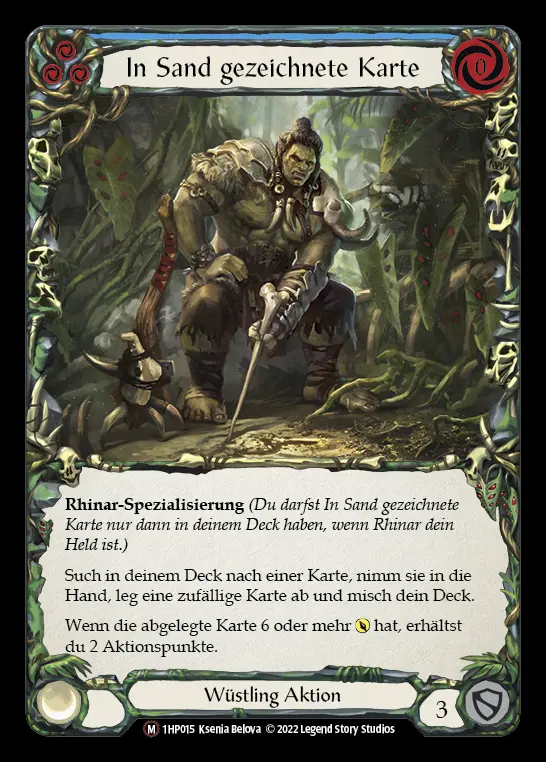 In Sand gezeichnete Karte
0
Rhinar-Spezialisierung (Du darfst In Sand gezeichnete
Karte nur dann in deinem Deck haben, wenn Rhinar dein
Held ist.)
Such in deinem Deck nach einer Karte, nimm sie in die
Hand, leg eine zufällige Karte ab und misch dein Deck.
Wenn die abgelegte Karte 6 oder mehr hat, erhältst
du 2 Aktionspunkte.
Wüstling Aktion
3
M 1HP015 Ksenia Belova © 2022 Legend Story Studios